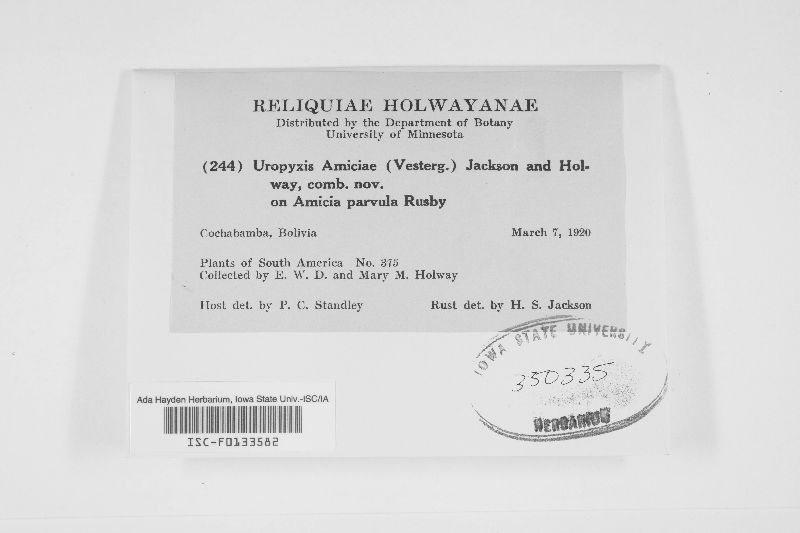 RELIQUIAE HOLWAYANAE
Distributed by the Department of Botany
University of Minnesota
(244) Uropyxis Amiciae (Vesterg.) Jackson and Hol-
way, comb. nov.
on Amicia parvula Rusby
Cochabamba, Bolivia March 7, 1920
Plants of South America No. 375
Collected by E. W. D. and Mary M. Holway
Host det. by P. C. Standley Rust det. by H. S. Jackson
IOWA STATE UNIVERSITY
350335
HERBARIUM
Ada Hayden Herbarium, Iowa State Univ.-ISC/IA
ISC-F0133582